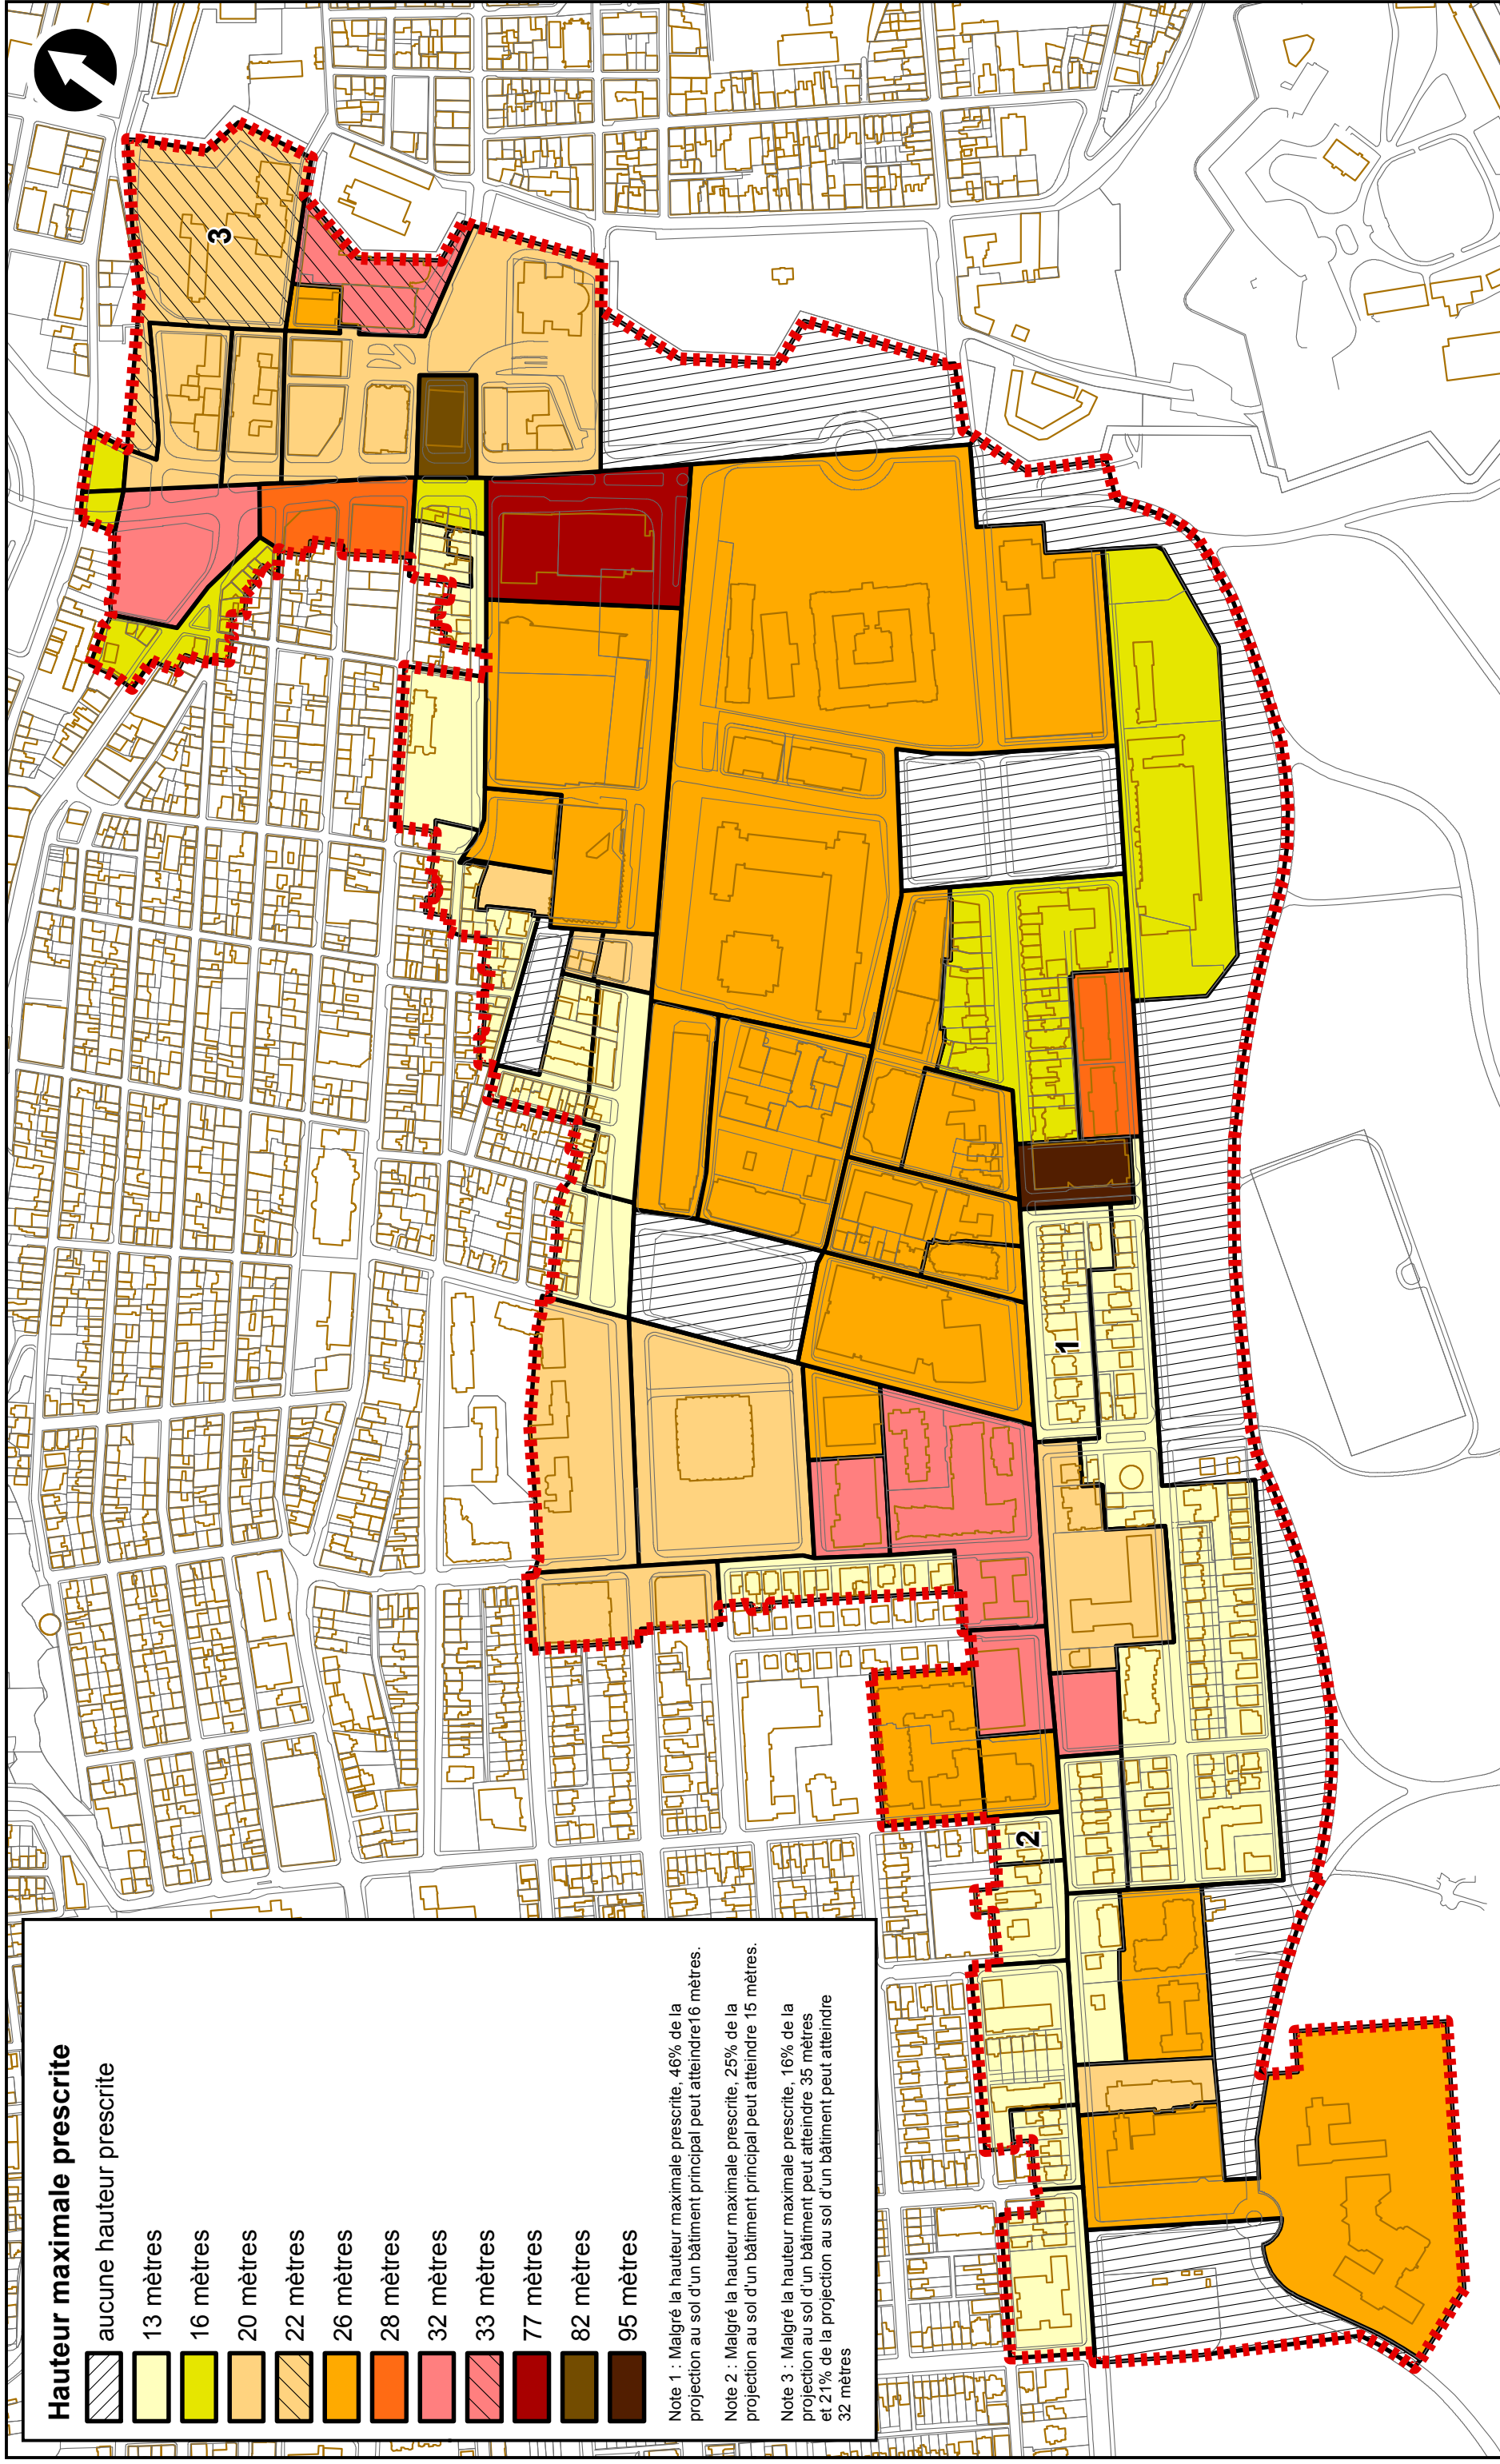 Hauteur maximale prescrite
aucune hauteur prescrite
13 mètres
16 mètres
20 mètres
22 mètres
26 mètres
28 mètres
32 mètres
33 mètres
77 mètres
82 mètres
95 mètres
Note 1 : Malgré la hauteur maximale prescrite, 46% de la
projection au sol d'un bâtiment principal peut atteindre16 mètres.
Note 2 : Malgré la hauteur maximale prescrite, 25% de la
projection au sol d'un bâtiment principal peut atteindre 15 mètres.
Note 3 : Malgré la hauteur maximale prescrite, 16% de la
projection au sol d'un bâtiment peut atteindre 35 mètres
et 21% de la projection au sol d'un bâtiment peut atteindre
32 mètres
2
1
3